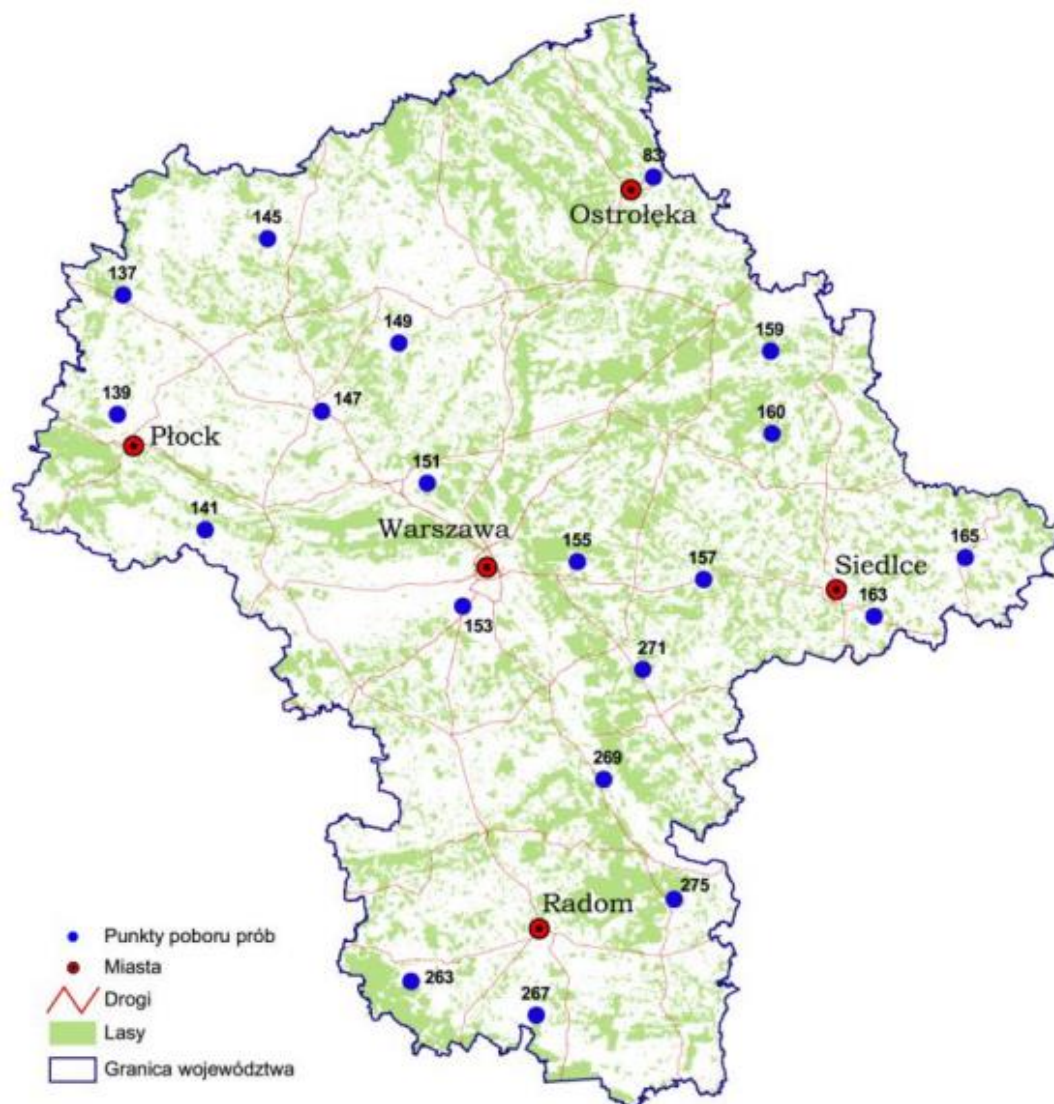 83
Ostrołęka
145
137
149
159
139
147
160
Płock
151
141
Warszawa
155
165
157
Siedlce
163
153
271
269
275
Radom
263
267
Punkty poboru prób
Miasta
Drogi
Lasy
Granica województwa